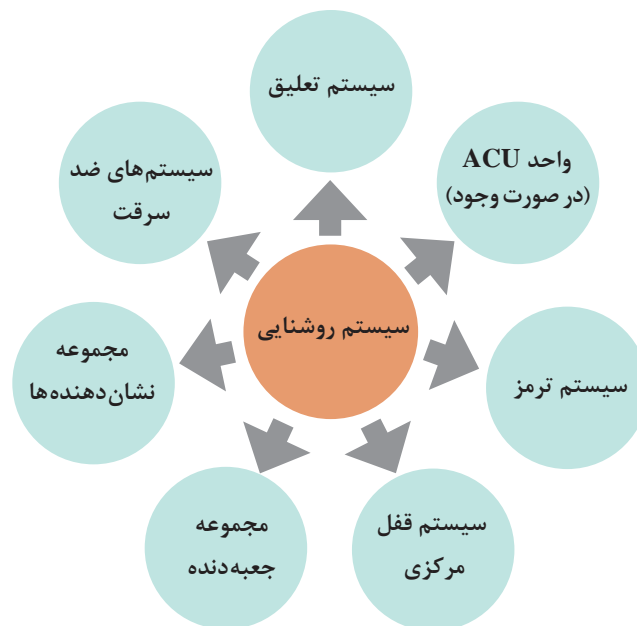 سیستم تعلیق
واحد ACU
(در صورت وجود)
سیستم‌های ضد
سرقت
سیستم روشنایی
مجموعه
نشان‌دهنده‌ها
سیستم ترمز
سیستم قفل
مرکزی
مجموعه
جعبه‌دنده